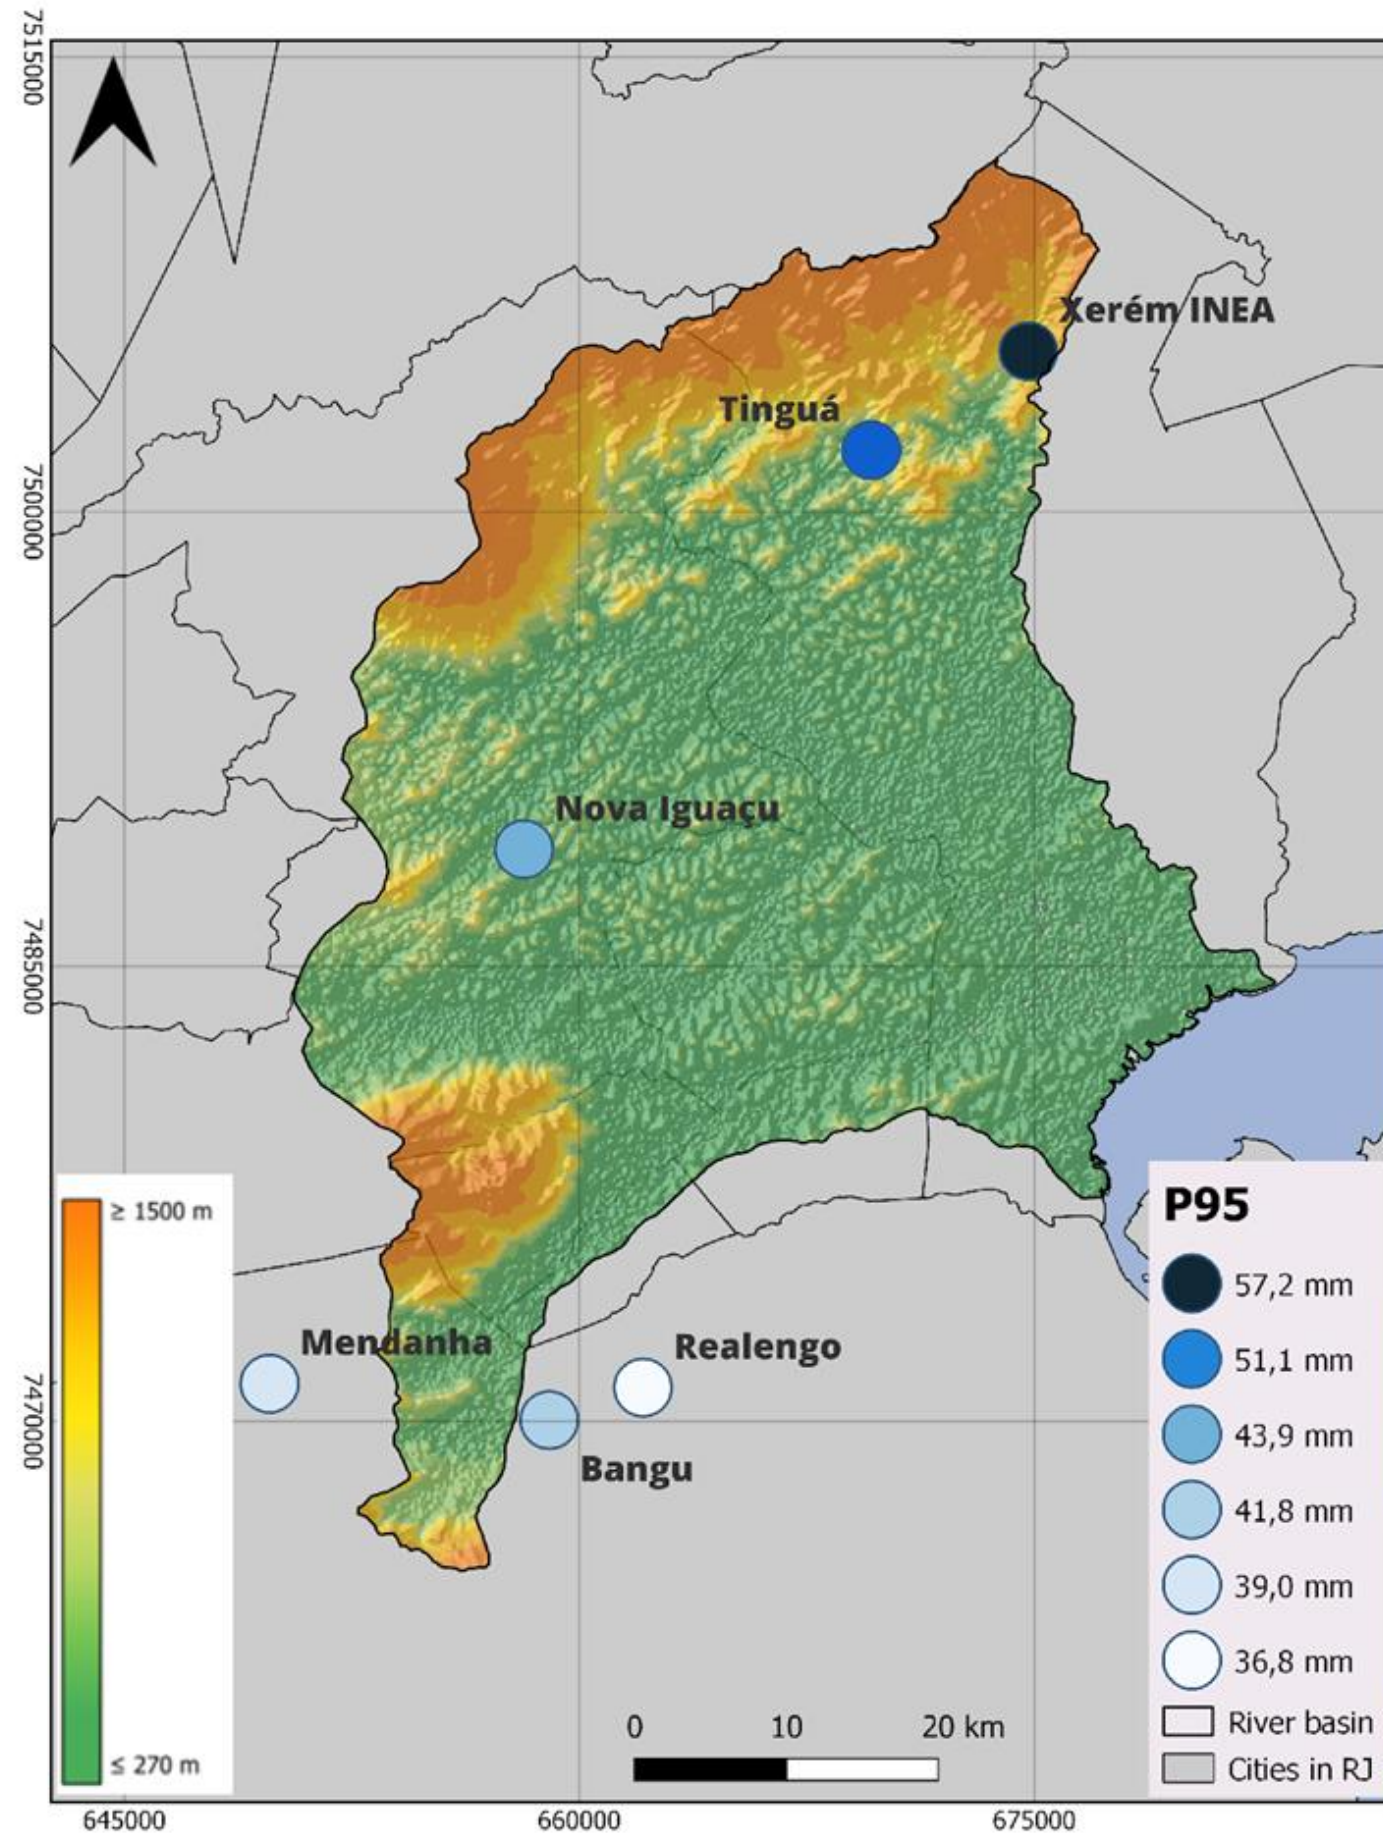 7515000
Xerém INEA
Tinguá
7500000
Nova Iguaçu
7485000
≥ 1500 m
≤ 270 m
Mendanha
Realengo
Bangu
7470000
P95
57,2 mm
51,1 mm
43,9 mm
41,8 mm
39,0 mm
36,8 mm
River basin
Cities in RJ
0 10 20 km
645000 660000 675000